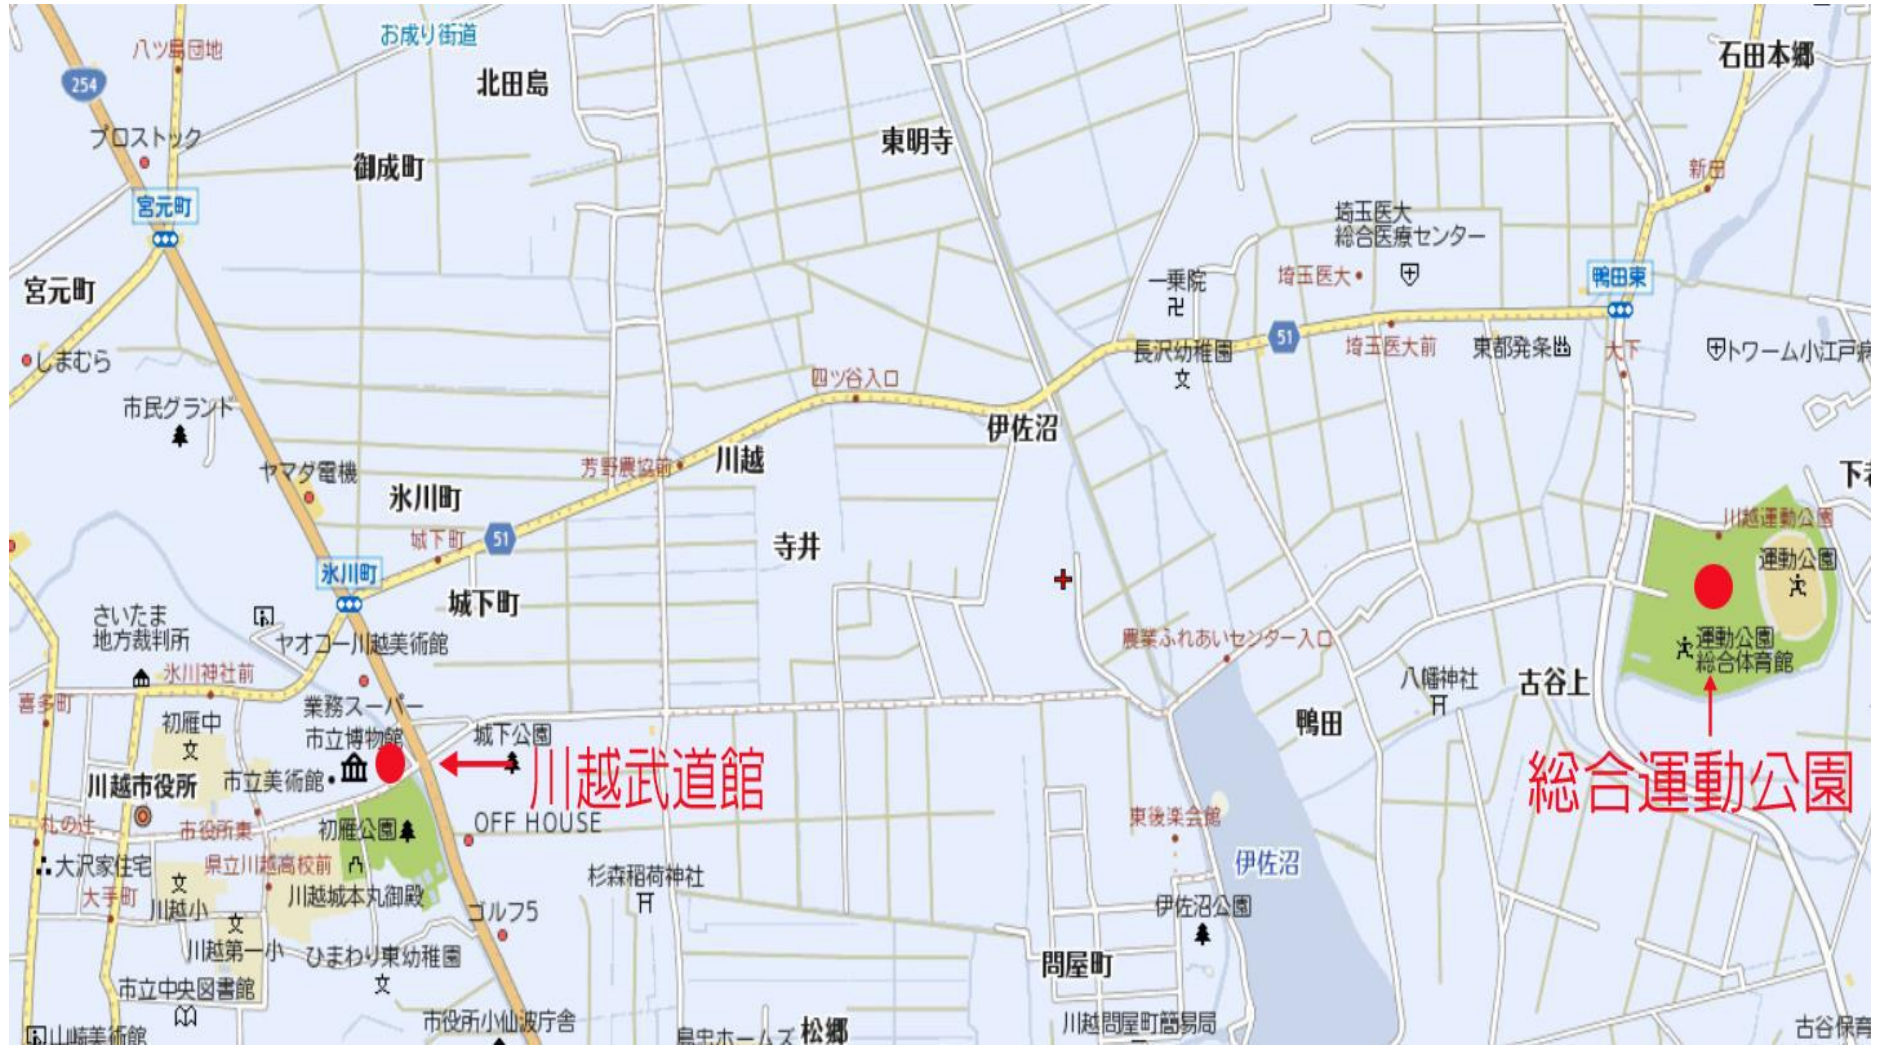 お成り街道
八ツ島団地
北田島
石田本郷
254
プロストック
東明寺
御成町
新田
宮元町
埼玉医大
総合医療センター
一乗院
埼玉医大
鴨田東
宮元町
51
しまむら
長沢幼稚園
埼玉医大前
東都発条
大下
トワーム小江戸病
四ツ谷入口
市民グランド
伊佐沼
ヤマダ電機
芳野農協前
川越
氷川町
川越運動公園
城下町
51
寺井
運動公園
氷川町
城下町
さいたま
地方裁判所
ヤオコー川越美術館
農業ふれあいセンター入口
運動公園
総合体育館
氷川神社前
八幡神社
古谷上
喜多町
初雁中
業務スーパー
市立博物館
城下公園
鴨田
川越市役所
市立美術館
川越武道館
総合運動公園
札の辻
市役所東
初雁公園
OFF HOUSE
東後楽会館
大沢家住宅
県立川越高校前
伊佐沼
大手町
川越小
川越城本丸御殿
杉森稲荷神社
ゴルフ5
伊佐沼公園
川越第一小
ひまわり東幼稚園
問屋町
市立中央図書館
山崎美術館
市役所小仙波庁舎
島忠ホームズ
松郷
川越問屋町簡易局
古谷保育